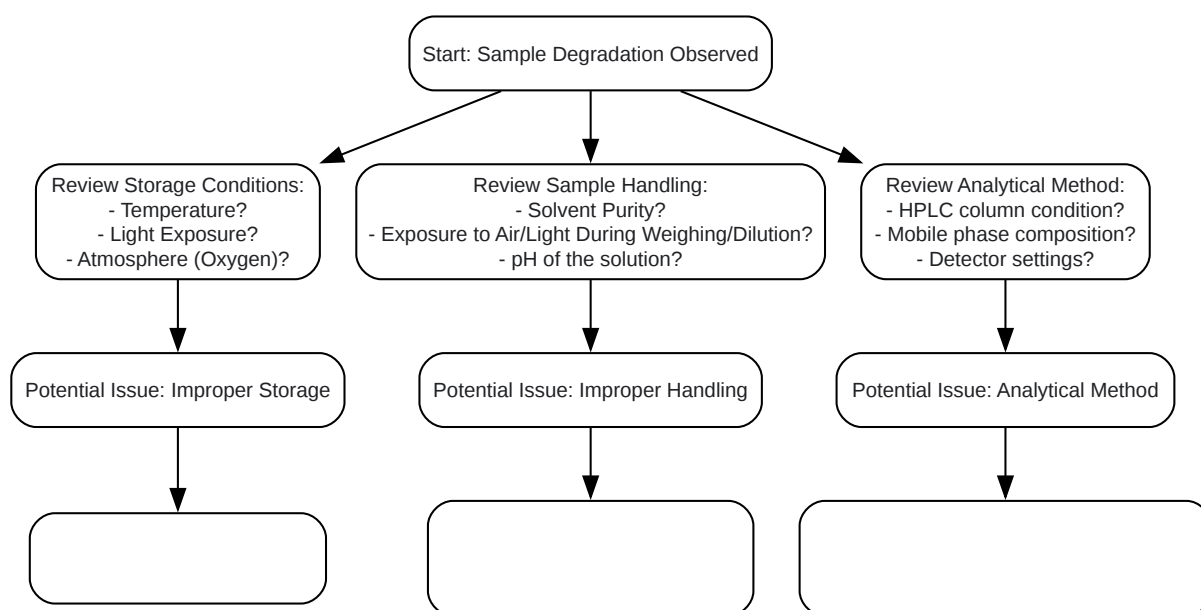 Start: Sample Degradation Observed
Review Storage Conditions:
- Temperature?
- Light Exposure?
- Atmosphere (Oxygen)?
Review Sample Handling:
- Solvent Purity?
- Exposure to Air/Light During Weighing/Dilution?
- pH of the solution?
Review Analytical Method:
- HPLC column condition?
- Mobile phase composition?
- Detector settings?
Potential Issue: Improper Storage
Potential Issue: Improper Handling
Potential Issue: Analytical Method